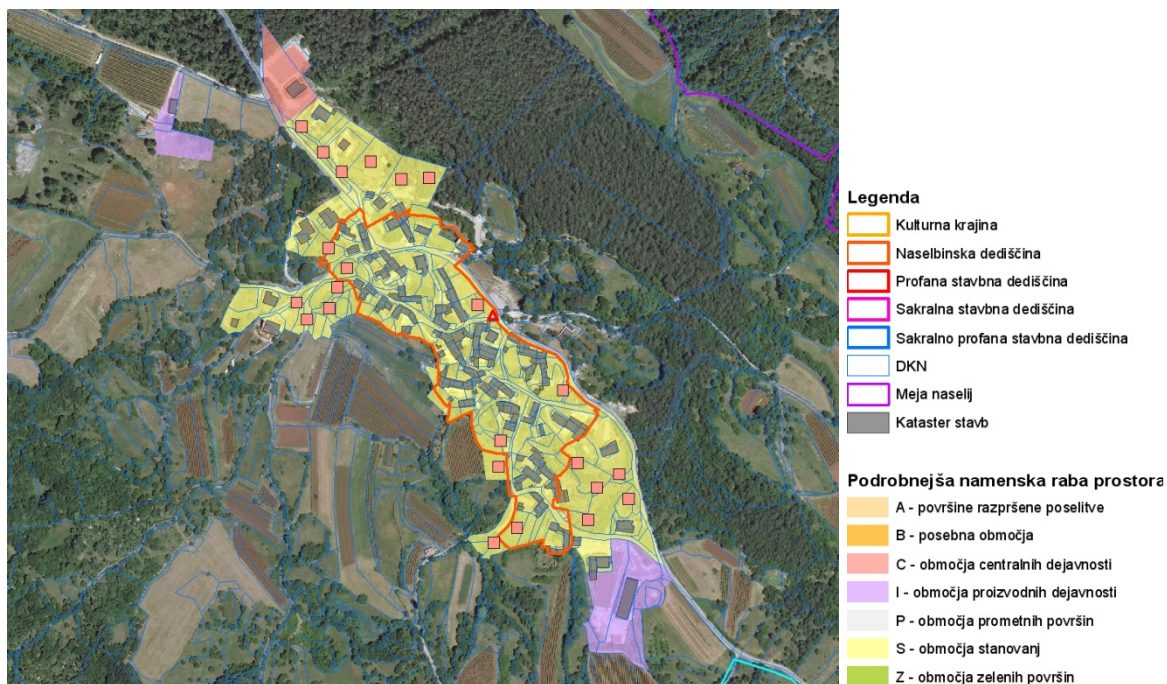 Legenda
Kulturna krajina
Naselbinska dediščina
Profana stavbna dediščina
Sakralna stavbna dediščina
Sakralno profana stavbna dediščina
DKN
Meja naselij
Kataster stavb
Podrobnejša namenska raba prostora
A - površine razpršene poselitve
B - posebna območja
C - območja centralnih dejavnosti
I - območja proizvodnih dejavnosti
P - območja prometnih površin
S - območja stanovanj
Z - območja zelenih površin